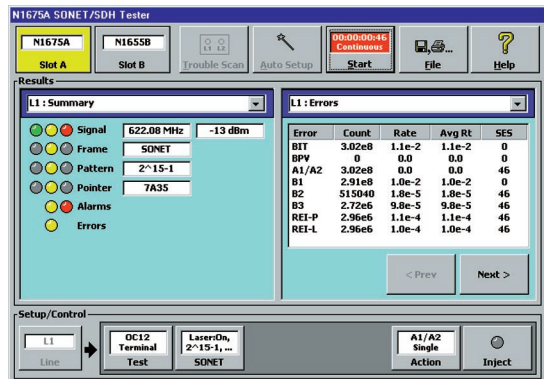 N1675A SONET/SDH Tester
N1675A
Slot A
N1655B
Slot B
L1 L2
Trouble Scan
Auto Setup
00:00:00:46
Continuous
Start
File
Help
Results
L1 : Summary
Signal 622.08 MHz -13 dBm
Frame SONET
Pattern 2^15-1
Pointer 7A35
Alarms
Errors
L1 : Errors
Error Count Rate Avg Rt SES
BIT 3.02e8 1.1e-2 1.1e-2 0
BPV 0 0.0 0.0 0
A1/A2 3.02e8 0.0 0.0 46
B1 2.91e8 1.0e-2 1.0e-2 0
B2 515040 1.8e-5 1.8e-5 46
B3 2.72e6 9.8e-5 9.8e-5 46
REI-P 2.96e6 1.1e-4 1.1e-4 46
REI-L 2.96e6 1.0e-4 1.0e-4 46
< Prev
Next >
Setup/Control
L1
Line
OC12
Terminal
Test
Laser:On,
2^15-1, ...
SONET
A1/A2
Single
Action
Inject